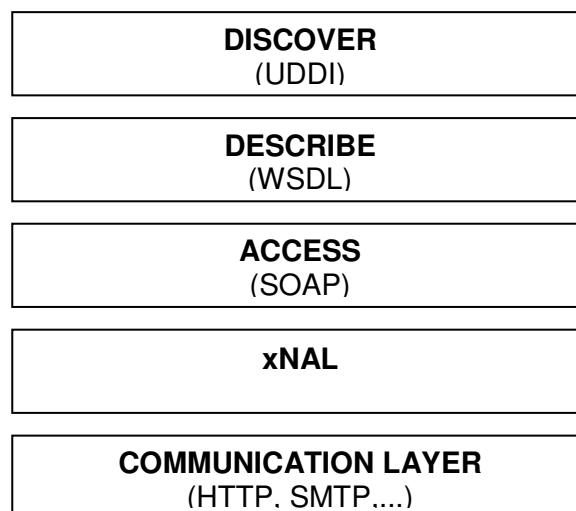 DISCOVER
(UDDI)
DESCRIBE
(WSDL)
ACCESS
(SOAP)
xNAL
COMMUNICATION LAYER
(HTTP, SMTP,...)